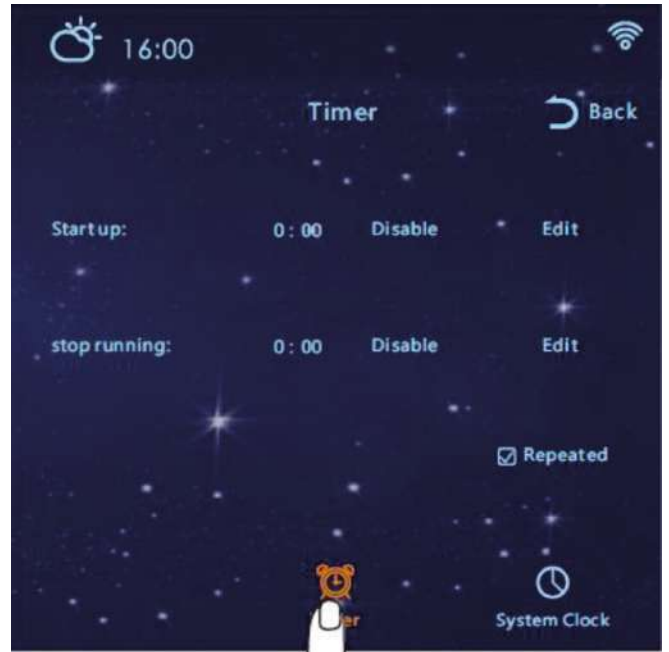 16:00
Timer
Back
Start up: 0 : 00 Disable Edit
stop running: 0 : 00 Disable Edit
Repeated
System Clock